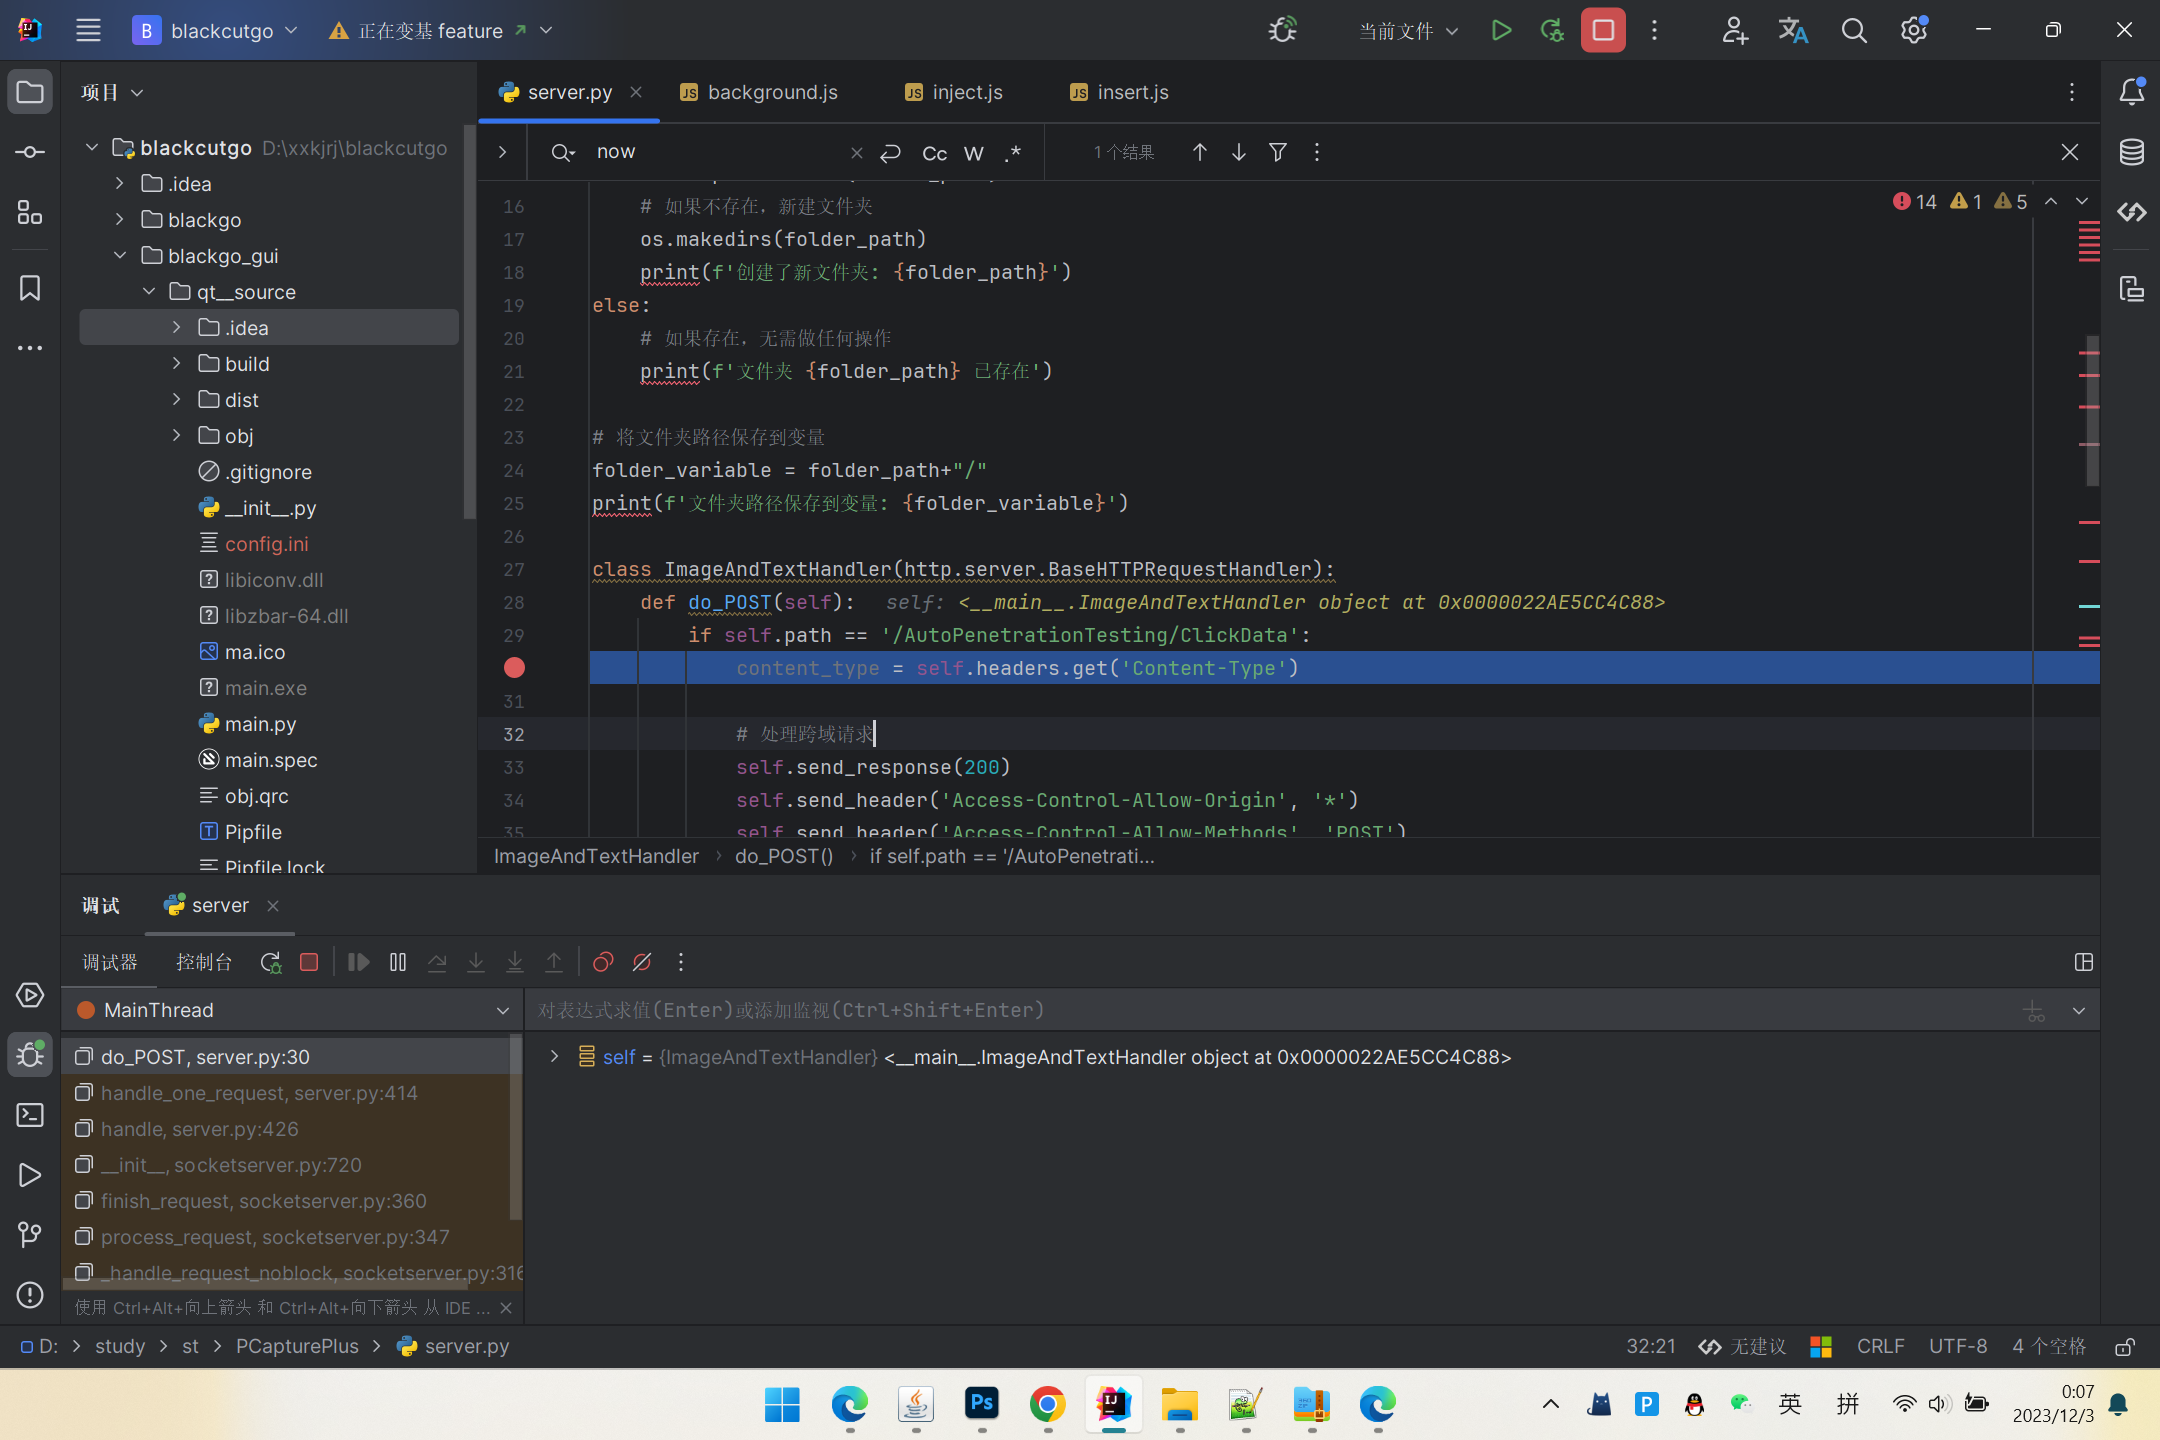 B blackcutgo 正在变基 feature 当前文件
项目
blackcutgo D:\xxkjrj\blackcutgo
.idea
blackgo
blackgo_gui
qt__source
.idea
build
dist
obj
.gitignore
__init__.py
config.ini
libiconv.dll
libzbar-64.dll
ma.ico
main.exe
main.py
main.spec
obj.qrc
Pipfile
Pipfile.lock
server.py background.js inject.js insert.js
now Cc W .* 1 个结果
14 1 5
16 # 如果不存在，新建文件夹
17 os.makedirs(folder_path)
18 print(f'创建了新文件夹: {folder_path}')
19 else:
20 # 如果存在，无需做任何操作
21 print(f'文件夹 {folder_path} 已存在')
22
23 # 将文件夹路径保存到变量
24 folder_variable = folder_path+"/"
25 print(f'文件夹路径保存到变量: {folder_variable}')
26
27 class ImageAndTextHandler(http.server.BaseHTTPRequestHandler):
28 def do_POST(self): self: <__main__.ImageAndTextHandler object at 0x0000022AE5CC4C88>
29 if self.path == '/AutoPenetrationTesting/ClickData':
content_type = self.headers.get('Content-Type')
31
32 # 处理跨域请求
33 self.send_response(200)
34 self.send_header('Access-Control-Allow-Origin', '*')
35 self.send_header('Access-Control-Allow-Methods', 'POST')
ImageAndTextHandler › do_POST() › if self.path == '/AutoPenetrati...
调试 server
调试器 控制台
MainThread
对表达式求值(Enter)或添加监视(Ctrl+Shift+Enter)
do_POST, server.py:30
handle_one_request, server.py:414
handle, server.py:426
__init__, socketserver.py:720
finish_request, socketserver.py:360
process_request, socketserver.py:347
_handle_request_noblock, socketserver.py:316
self = {ImageAndTextHandler} <__main__.ImageAndTextHandler object at 0x0000022AE5CC4C88>
使用 Ctrl+Alt+向上箭头 和 Ctrl+Alt+向下箭头 从 IDE ...
D: > study > st > PCapturePlus > server.py
32:21 无建议 CRLF UTF-8 4 个空格
Ps
P 英 拼
0:07
2023/12/3